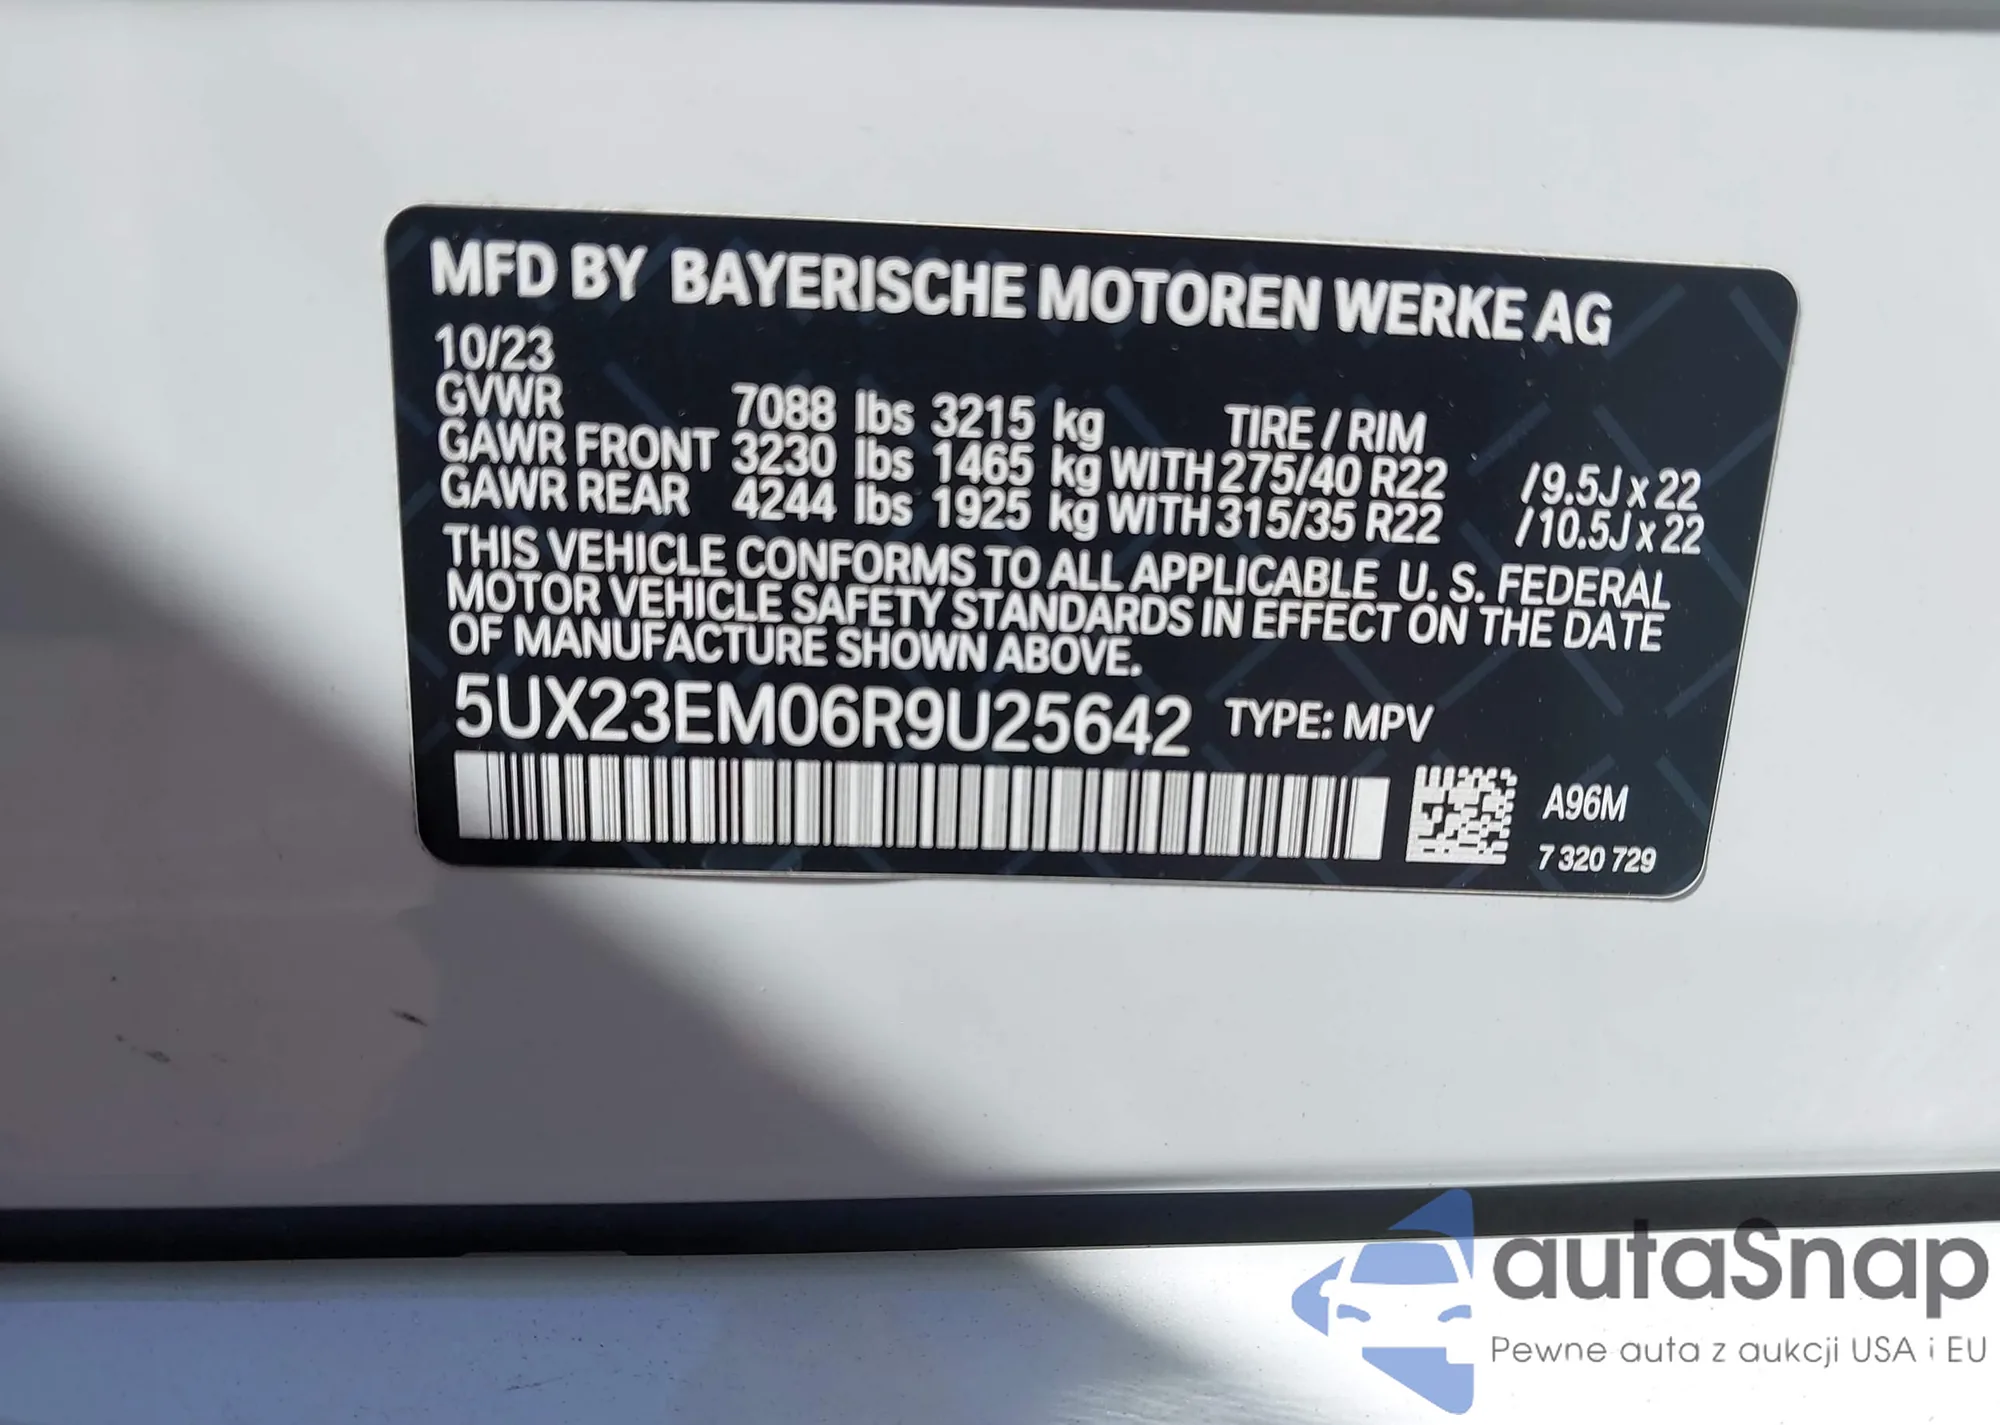 MFD BY BAYERISCHE MOTOREN WERKE AG
10/23
GVWR 7088 lbs 3215 kg TIRE / RIM
GAWR FRONT 3230 lbs 1465 kg WITH 275/40 R22 /9.5J x 22
GAWR REAR 4244 lbs 1925 kg WITH 315/35 R22 /10.5J x 22
THIS VEHICLE CONFORMS TO ALL APPLICABLE U. S. FEDERAL
MOTOR VEHICLE SAFETY STANDARDS IN EFFECT ON THE DATE
OF MANUFACTURE SHOWN ABOVE.
5UX23EM06R9U25642 TYPE: MPV
A96M
7 320 729
autaSnap
Pewne auta z aukcji USA i EU